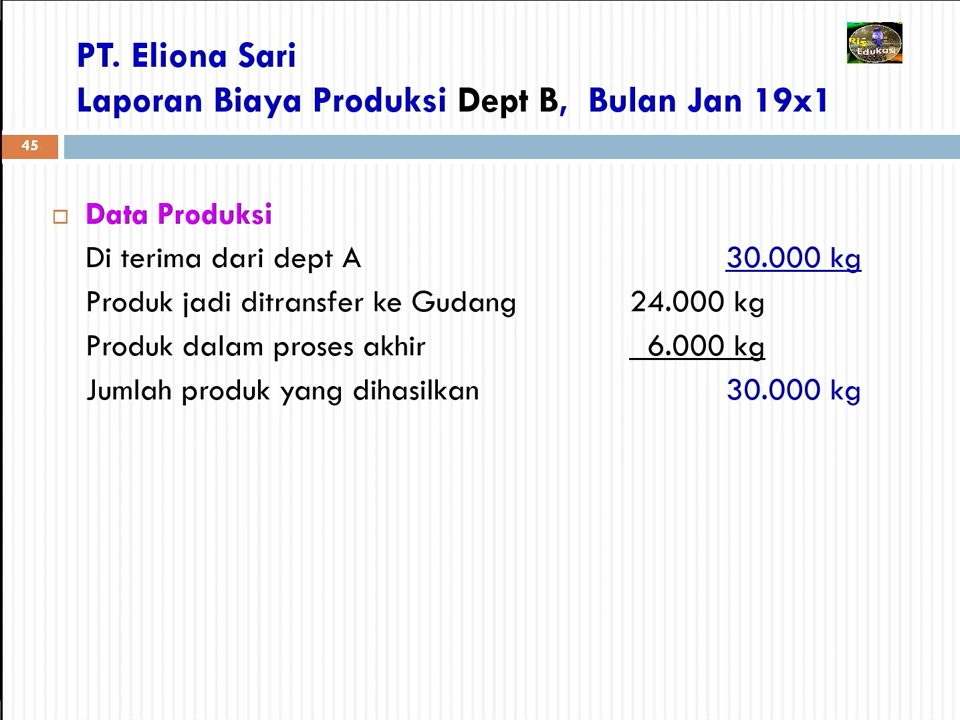 PT. Eliona Sari
Laporan Biaya Produksi Dept B, Bulan Jan 19x1
45
Data Produksi
Di terima dari dept A 30.000 kg
Produk jadi ditransfer ke Gudang 24.000 kg
Produk dalam proses akhir 6.000 kg
Jumlah produk yang dihasilkan 30.000 kg